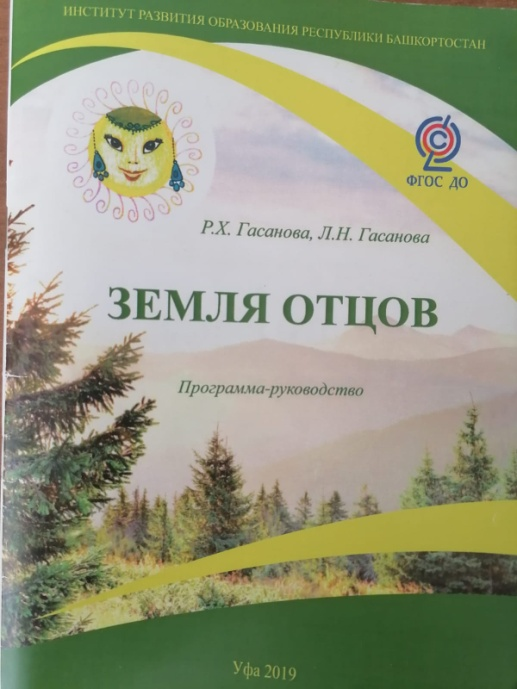 ИНСТИТУТ РАЗВИТИЯ ОБРАЗОВАНИЯ РЕСПУБЛИКИ БАШКОРТОСТАН
ФГОС ДО
Р.Х. Гасанова, Л.Н. Гасанова
ЗЕМЛЯ ОТЦОВ
Программа-руководство
Уфа 2019